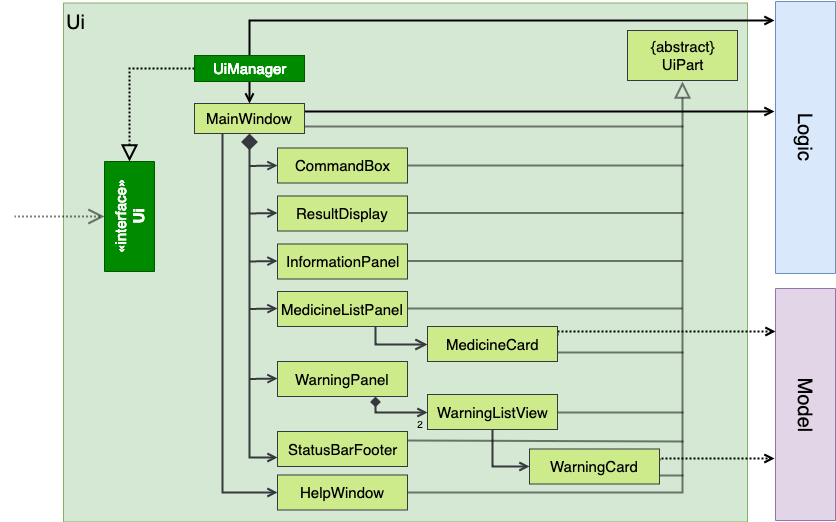 Ui
{abstract}
UiPart
UiManager
MainWindow
Logic
«interface»
Ui
CommandBox
ResultDisplay
InformationPanel
MedicineListPanel
MedicineCard
WarningPanel
WarningListView
2
StatusBarFooter
WarningCard
HelpWindow
Model